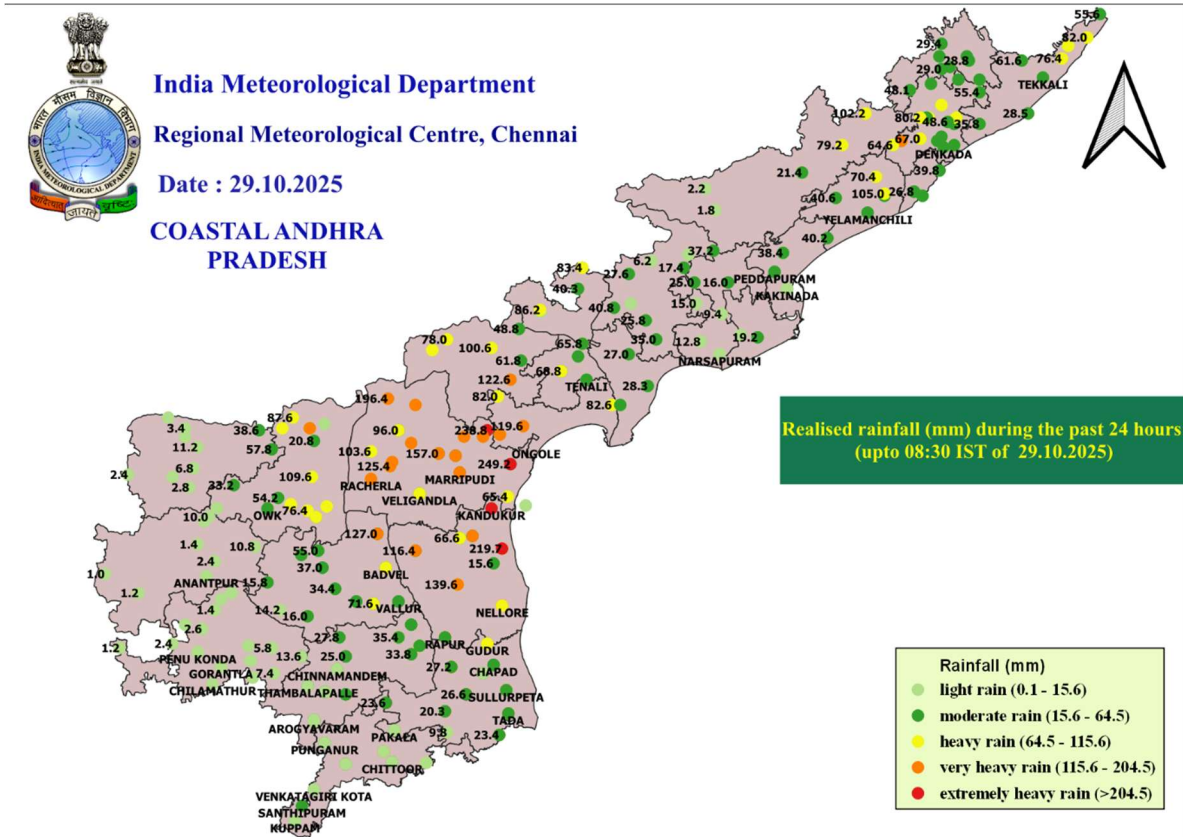 India Meteorological Department
Regional Meteorological Centre, Chennai
Date : 29.10.2025
COASTAL ANDHRA
PRADESH
भारत मौसम विज्ञान विभाग
INDIA METEOROLOGICAL DEPARTMENT
आदित्यात
जायते
वृष्टि
55.6
82.0
29.4
28.8
61.6
76.4
29.0
TEKKALI
48.1
55.4
102.2
80.2
48.6
35.8
28.5
79.2
64.6
67.0
DENKADA
39.8
21.4
70.4
2.2
40.6
105.0
26.8
1.8
YELAMANCHILI
40.2
37.2
38.4
83.4
6.2
17.4
27.6
PEDDAPURAM
40.3
25.0
16.0
KAKINADA
86.2
40.8
15.0
9.4
25.8
48.8
78.0
65.8
35.0
19.2
100.6
12.8
61.8
27.0
NARSAPURAM
68.8
122.6
TENALI
28.3
196.4
82.0
82.6
87.6
3.4
38.6
96.0
238.8
119.6
20.8
11.2
57.8
103.6
157.0
ONGOLE
125.4
249.2
6.8
2.4
109.6
RACHERLA
MARRIPUDI
2.8
33.2
54.2
VELIGANDLA
65.4
OWK
76.4
KANDUKUR
10.0
127.0
66.6
1.4
10.8
55.0
116.4
219.7
2.4
37.0
15.6
1.0
BADVEL
ANANTPUR
15.8
139.6
1.2
34.4
1.4
14.2
16.0
71.6
VALLUR
NELLORE
2.6
27.8
35.4
RAPUR
1.2
2.4
5.8
GUDUR
PENU KONDA
13.6
25.0
33.8
27.2
CHAPAD
GORANTLA
7.4
CHINNAMANDEM
CHILAMATHUR
THAMBALAPALLE
26.6
SULLURPETA
23.6
20.3
TADA
AROGYAVARAM
PAKALA
9.8
23.4
PUNGANUR
CHITTOOR
VENKATAGIRI KOTA
SANTHIPURAM
KUPPAM
Realised rainfall (mm) during the past 24 hours
(upto 08:30 IST of  29.10.2025)
Rainfall (mm)
light rain (0.1 - 15.6)
moderate rain (15.6 - 64.5)
heavy rain (64.5 - 115.6)
very heavy rain (115.6 - 204.5)
extremely heavy rain (>204.5)